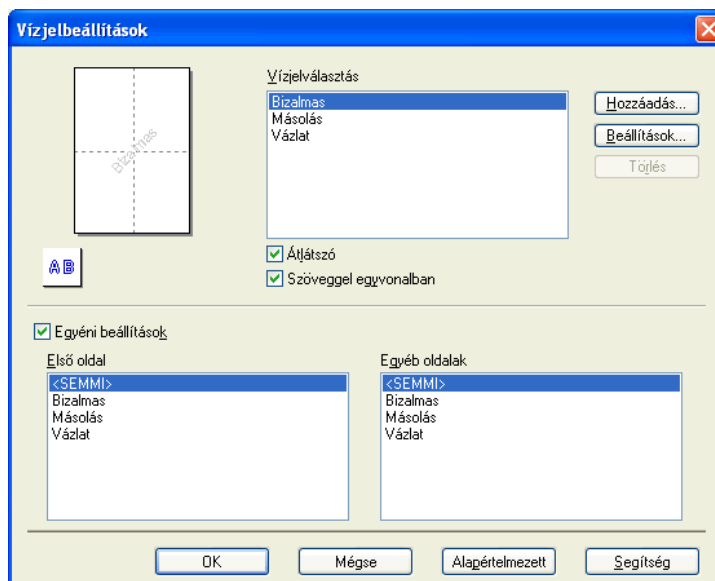 Vízjelbeállítások
Vízjelválasztás
Bizalmas
Másolás
Vázlat
Hozzáadás...
Beállítások...
Törlés
Bizalmas
AB
Átlátszó
Szöveggel egyvonalban
Egyéni beállítások
Első oldal
<SEMMI>
Bizalmas
Másolás
Vázlat
Egyéb oldalak
<SEMMI>
Bizalmas
Másolás
Vázlat
OK
Mégse
Alapértelmezett
Segítség